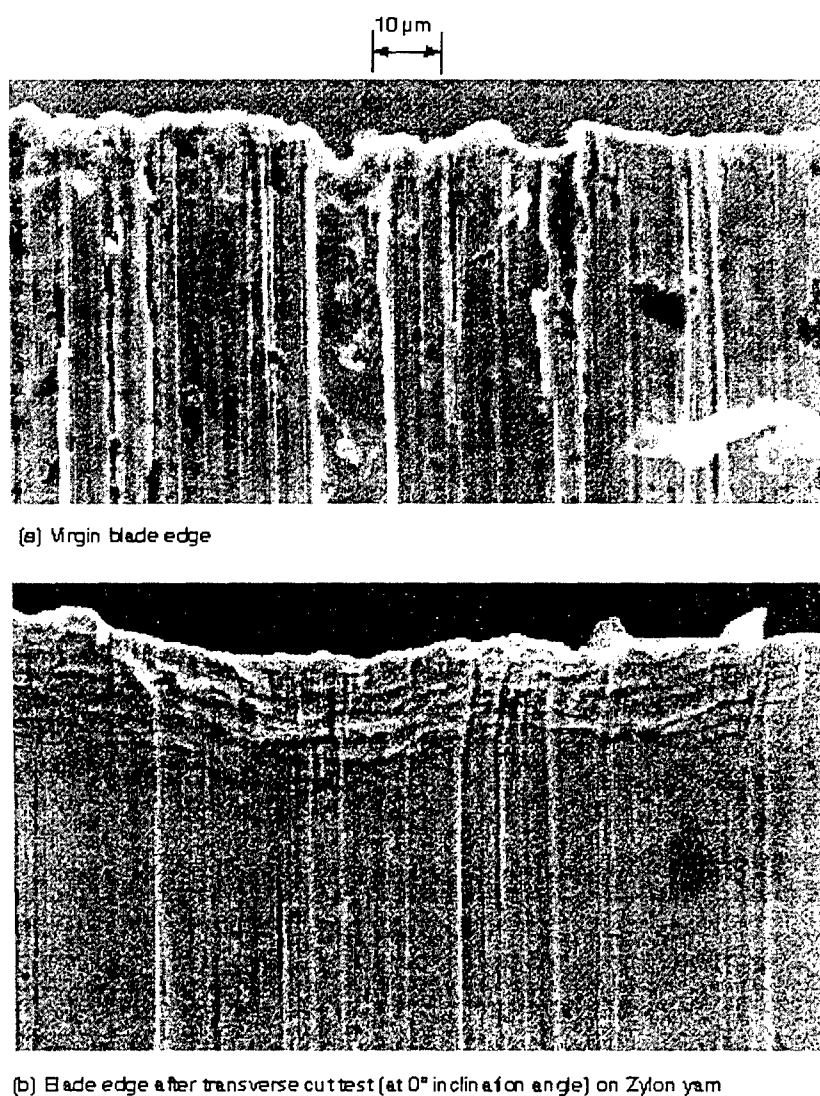 10 µm
(a) Virgin blade edge
(b) Blade edge after transverse cut test (at 0° inclination angle) on Zylon yarn